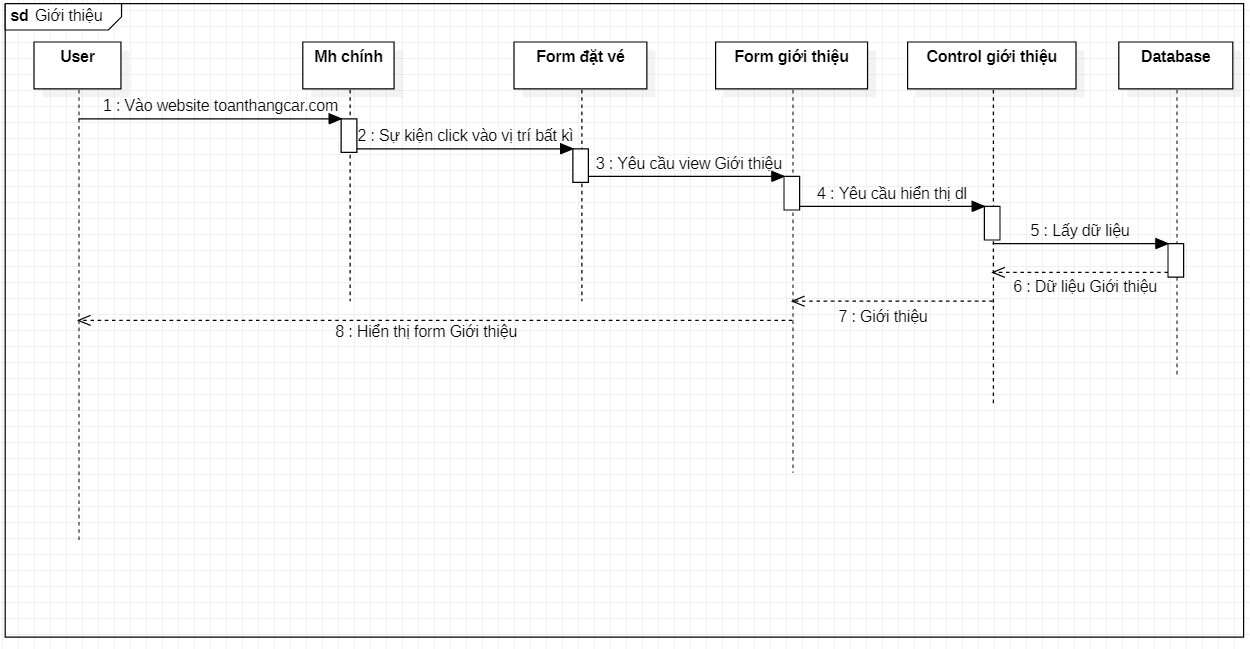 sd Giới thiệu
User
Mh chính
Form đặt vé
Form giới thiệu
Control giới thiệu
Database
1 : Vào website toanthangcar.com
2 : Sự kiện click vào vị trí bất kì
3 : Yêu cầu view Giới thiệu
4 : Yêu cầu hiển thị dl
5 : Lấy dữ liệu
6 : Dữ liệu Giới thiệu
7 : Giới thiệu
8 : Hiển thị form Giới thiệu